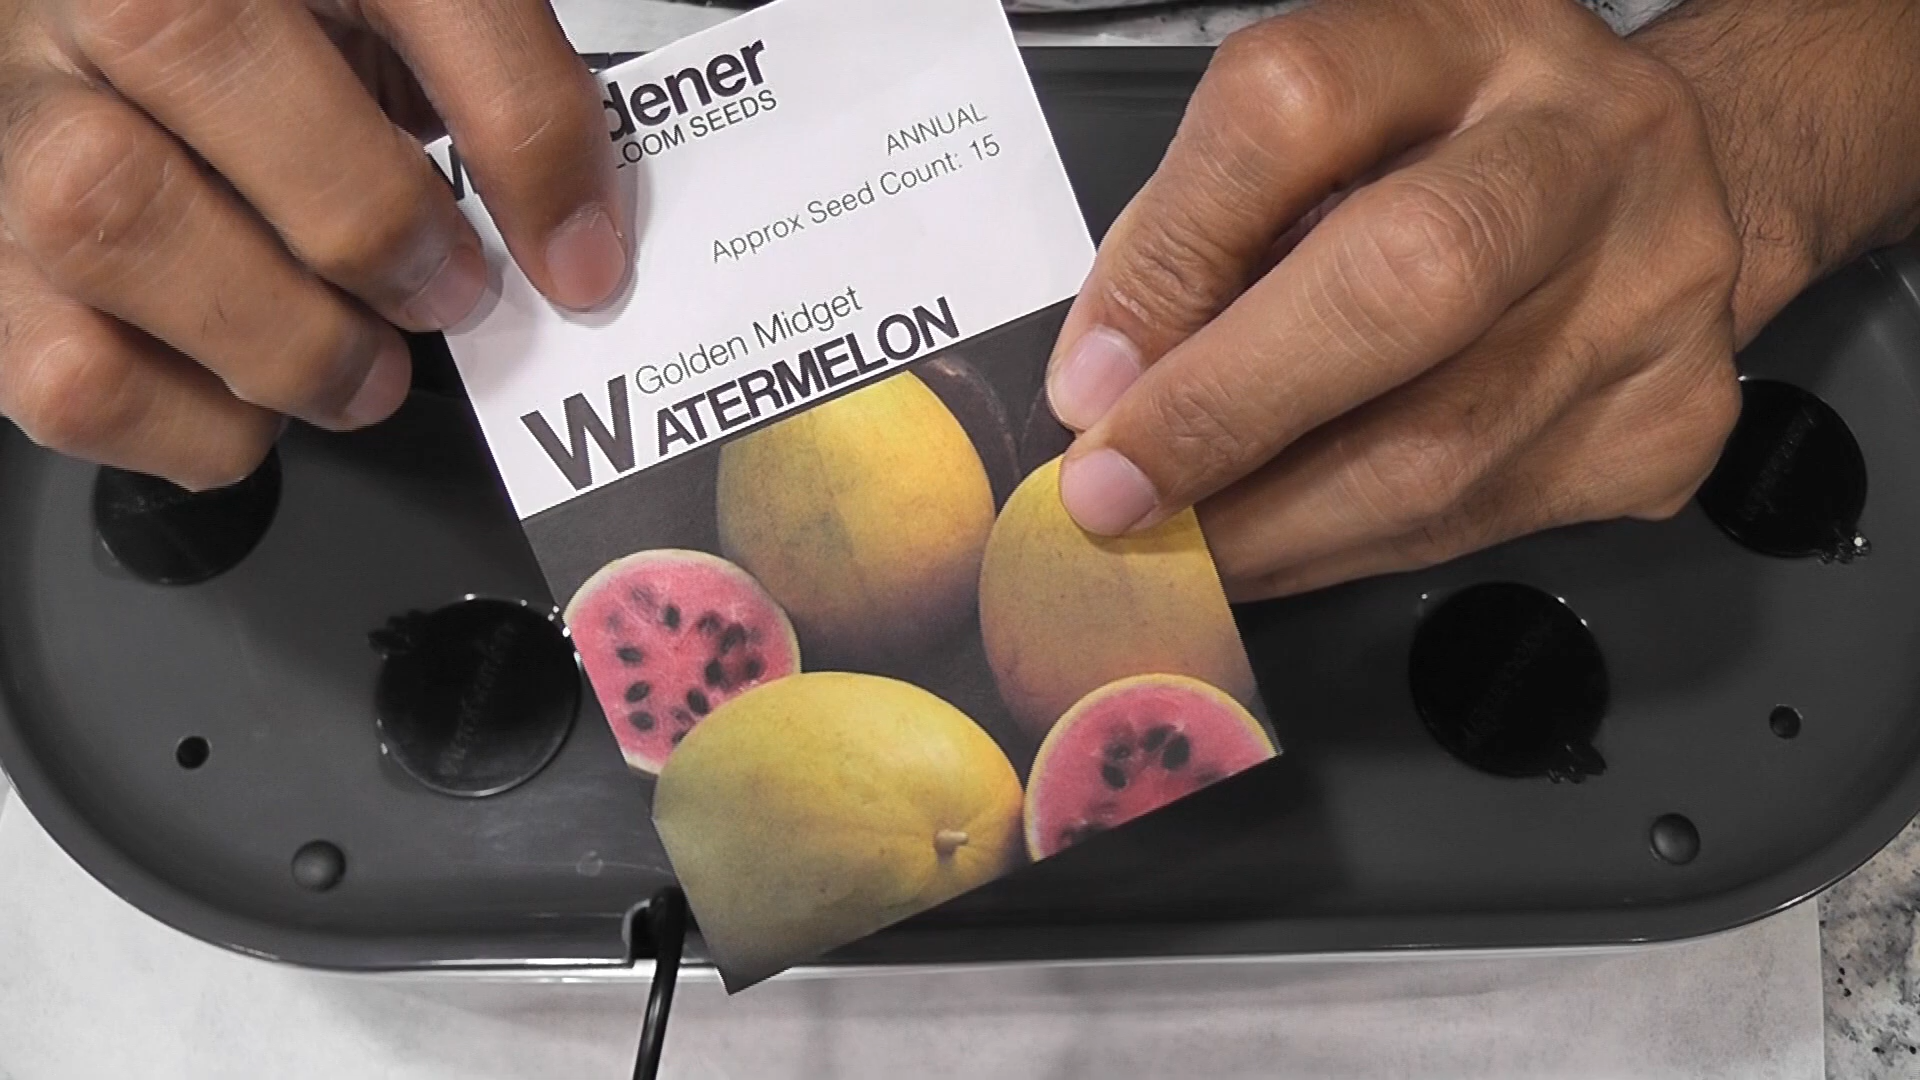 dener
LOOM SEEDS
ANNUAL
Approx Seed Count: 15
Golden Midget
WATERMELON